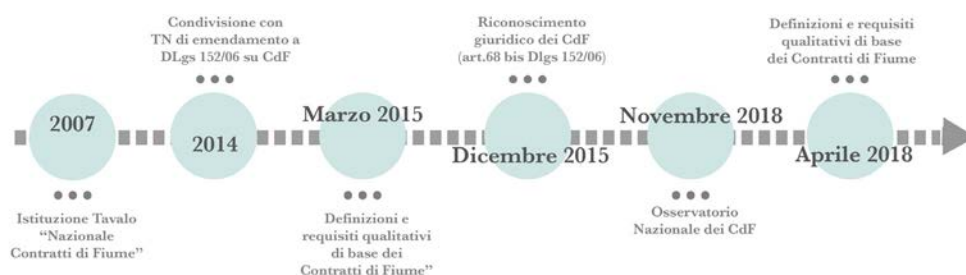 2007
Istituzione Tavalo
“Nazionale
Contratti di Fiume”
Condivisione con
TN di emendamento a
DLgs 152/06 su CdF
2014
Marzo 2015
Definizioni e
requisiti qualitativi
di base dei
Contratti di Fiume”
Riconoscimento
giuridico dei CdF
(art.68 bis Dlgs 152/06)
Dicembre 2015
Novembre 2018
Osservatorio
Nazionale dei CdF
Definizioni e requisiti
qualitativi di base
dei Contratti di Fiume
Aprile 2018